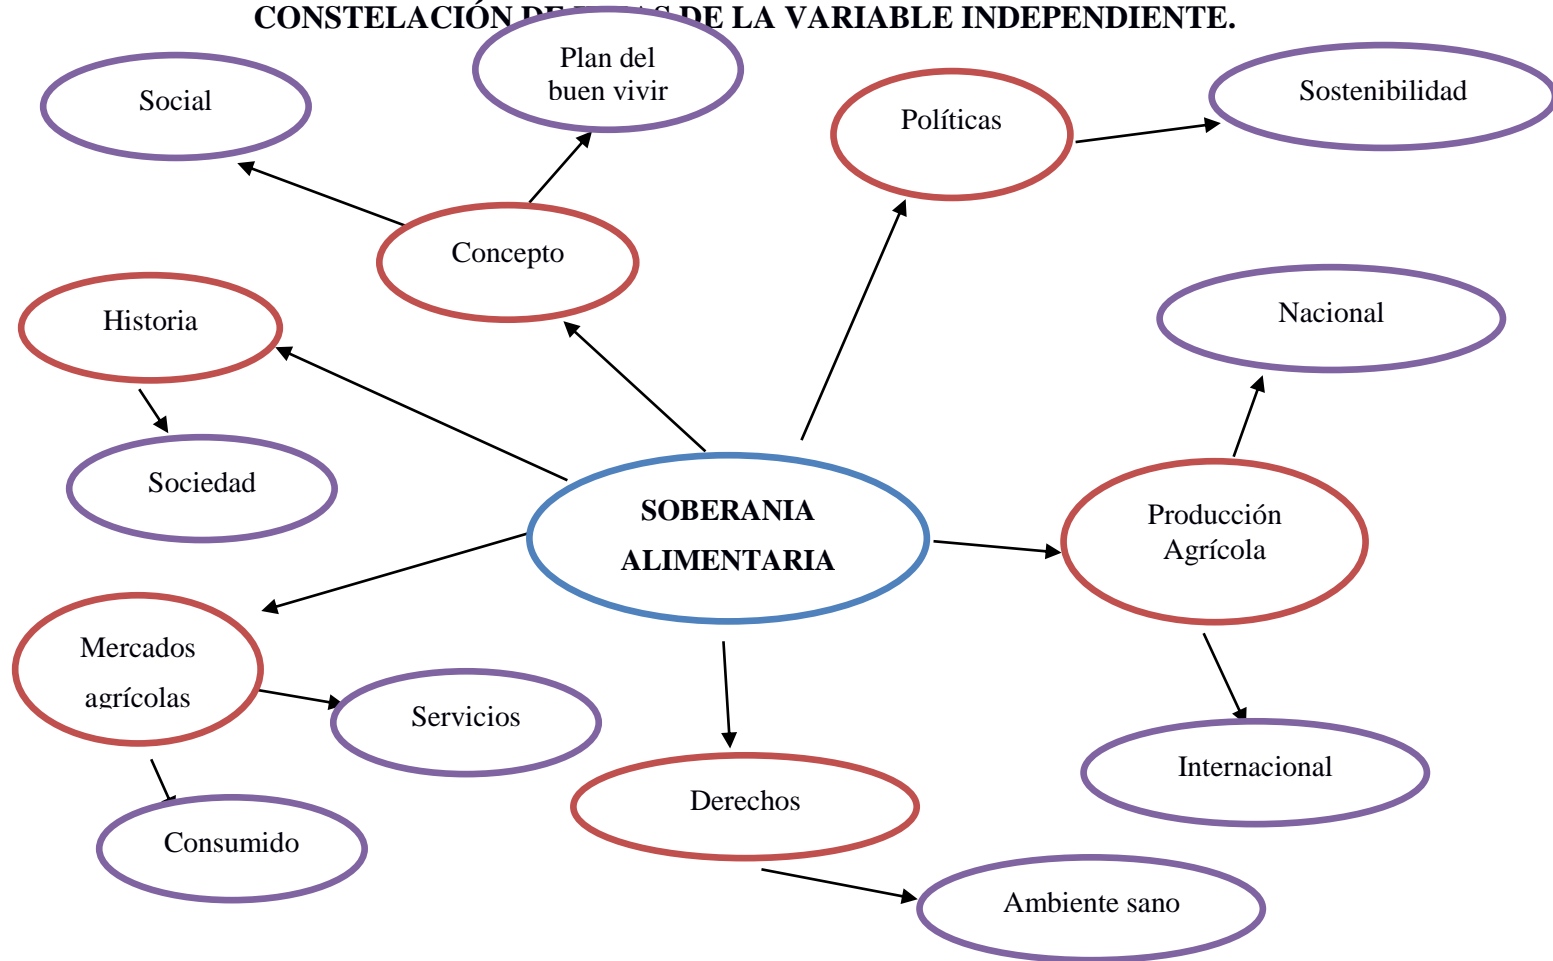 CONSTELACIÓN DE DE LA VARIABLE INDEPENDIENTE.
Plan del
buen vivir
Social
Políticas
Sostenibilidad
Concepto
Historia
Nacional
Sociedad
SOBERANIA
ALIMENTARIA
Producción
Agrícola
Mercados
agrícolas
Servicios
Internacional
Derechos
Consumido
Ambiente sano